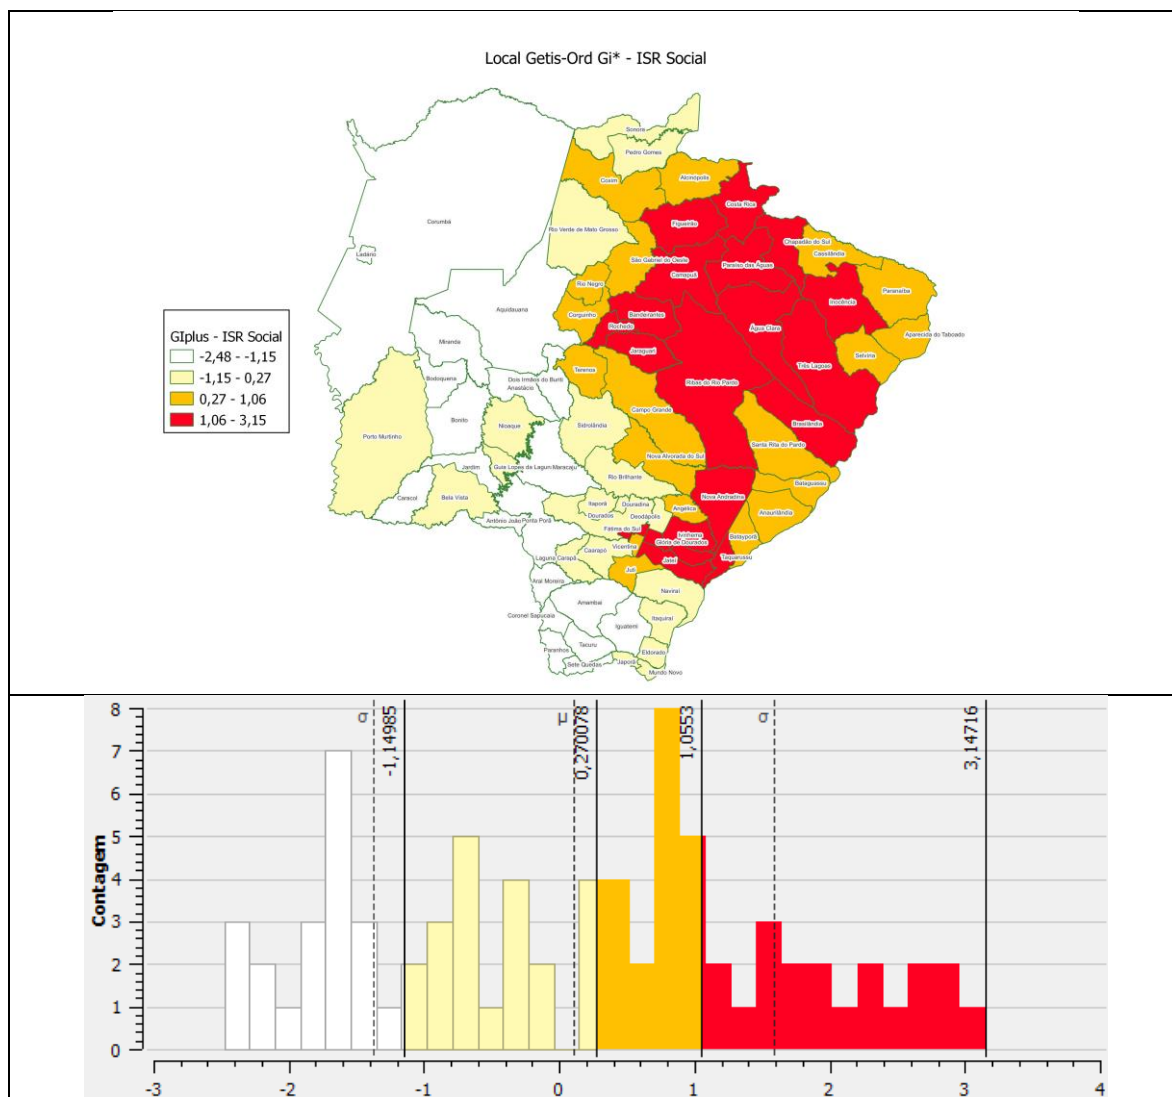 Local Getis-Ord Gi* - ISR Social
Sonora
Pedro Gomes
Coxim
Alcinópolis
Costa Rica
Corumbá
Figueirão
Rio Verde de Mato Grosso
Chapadão do Sul
Cassilândia
Ladário
São Gabriel do Oeste
Paraíso das Águas
Camapuã
Rio Negro
Paranaíba
Inocência
Aquidauana
Corguinho
Bandeirantes
Rochedo
Água Clara
Aparecida do Taboado
Miranda
Jaraguari
Selvíria
Três Lagoas
Terenos
Bodoquena
Dois Irmãos do Buriti
Anastácio
Ribas do Rio Pardo
Campo Grande
Bonito
Nioaque
Sidrolândia
Brasilândia
Porto Murtinho
Santa Rita do Pardo
Nova Alvorada do Sul
Jardim
Guia Lopes de Laguna
Maracaju
Rio Brilhante
Bataguassu
Caracol
Bela Vista
Nova Andradina
Itaporã
Douradina
Angélica
Anaurilândia
Dourados
Deodápolis
Antônio João
Ponta Porã
Fátima do Sul
Ivinhema
Batayporã
Glória de Dourados
Vicentina
Laguna Carapã
Caarapó
Jateí
Taquarussu
Juti
Aral Moreira
Naviraí
Amambai
Coronel Sapucaia
Itaquiraí
Iguatemi
Tacuru
Paranhos
Eldorado
Sete Quedas
Japorã
Mundo Novo
GIplus - ISR Social
-2,48 - -1,15
-1,15 - 0,27
0,27 - 1,06
1,06 - 3,15
σ
-1,14985
μ
0,270078
1,0553
σ
3,14716
Contagem
8
7
6
5
4
3
2
1
0
-3 -2 -1 0 1 2 3 4